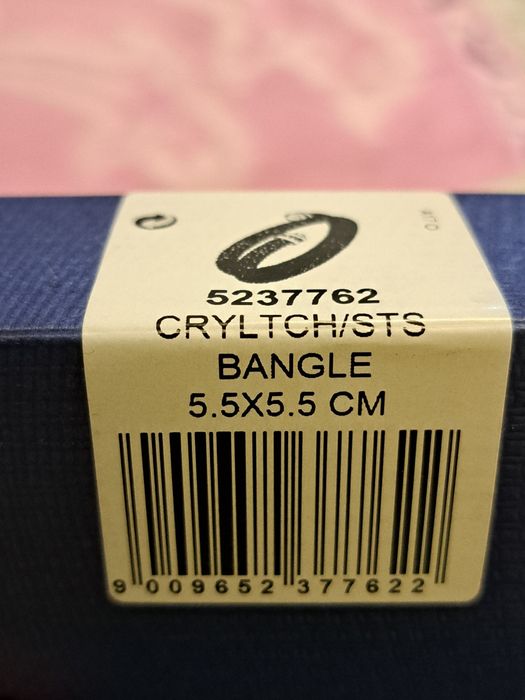 5237762
CRYLTCH/STS
BANGLE
5.5X5.5 CM
9 009652 377622